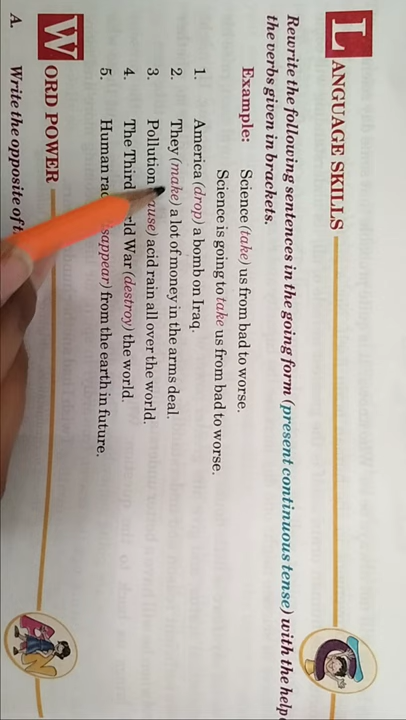 LANGUAGE SKILLS
Rewrite the following sentences in the going form (present continuous tense) with the help
the verbs given in brackets.
Example: Science (take) us from bad to worse.
Science is going to take us from bad to worse.
1. America (drop) a bomb on Iraq.
2. They (make) a lot of money in the arms deal.
3. Pollution acid rain all over the world.
4. The Third War (destroy) the world.
5. Human from the earth in future.
WORD POWER
A. Write the opposite of